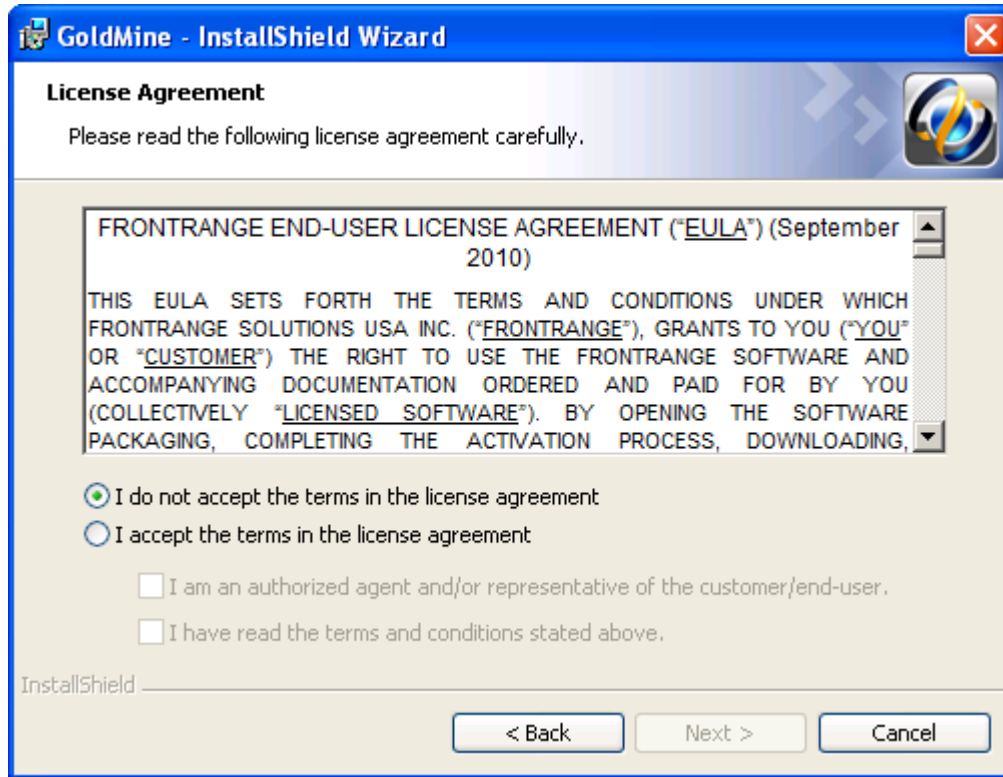 GoldMine - InstallShield Wizard
License Agreement
Please read the following license agreement carefully.
FRONTRANGE END-USER LICENSE AGREEMENT (“EULA”) (September
2010)
THIS EULA SETS FORTH THE TERMS AND CONDITIONS UNDER WHICH
FRONTRANGE SOLUTIONS USA INC. (“FRONTRANGE”), GRANTS TO YOU (“YOU”
OR “CUSTOMER”) THE RIGHT TO USE THE FRONTRANGE SOFTWARE AND
ACCOMPANYING DOCUMENTATION ORDERED AND PAID FOR BY YOU
(COLLECTIVELY “LICENSED SOFTWARE”). BY OPENING THE SOFTWARE
PACKAGING, COMPLETING THE ACTIVATION PROCESS, DOWNLOADING,
I do not accept the terms in the license agreement
I accept the terms in the license agreement
I am an authorized agent and/or representative of the customer/end-user.
I have read the terms and conditions stated above.
InstallShield
< Back Next > Cancel